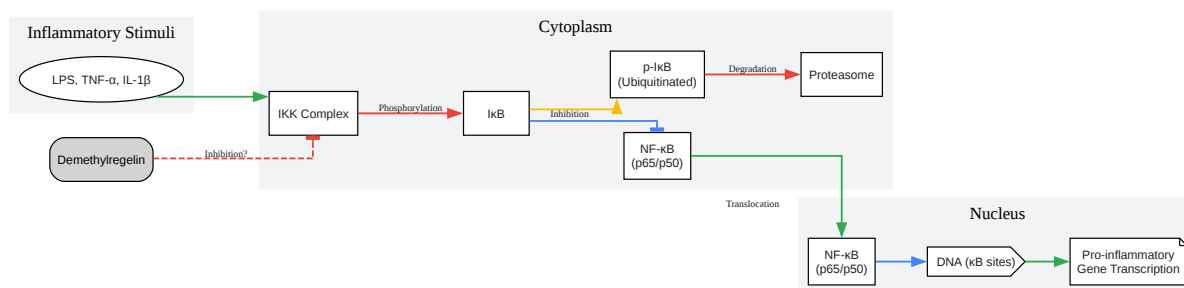 Inflammatory Stimuli
LPS, TNF-α, IL-1β
Demethylregelin
Inhibition?
Cytoplasm
IKK Complex
Phosphorylation
IκB
p-IκB
(Ubiquitinated)
Degradation
Proteasome
Inhibition
NF-κB
(p65/p50)
Translocation
Nucleus
NF-κB
(p65/p50)
DNA (κB sites)
Pro-inflammatory
Gene Transcription